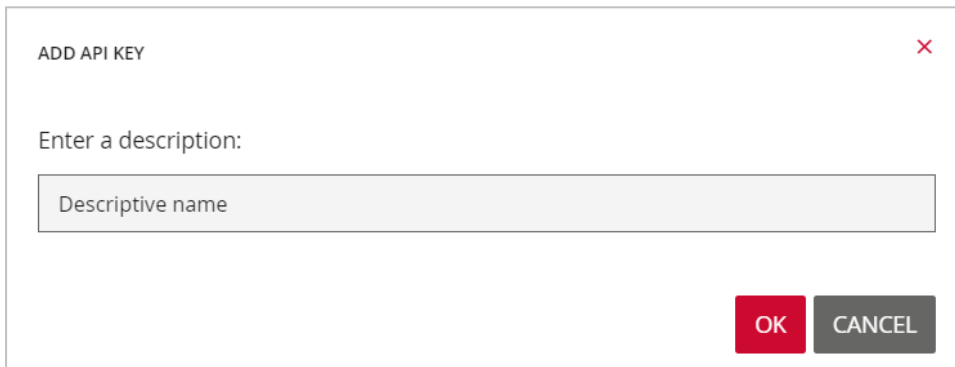 ADD API KEY
Enter a description:
Descriptive name
OK CANCEL